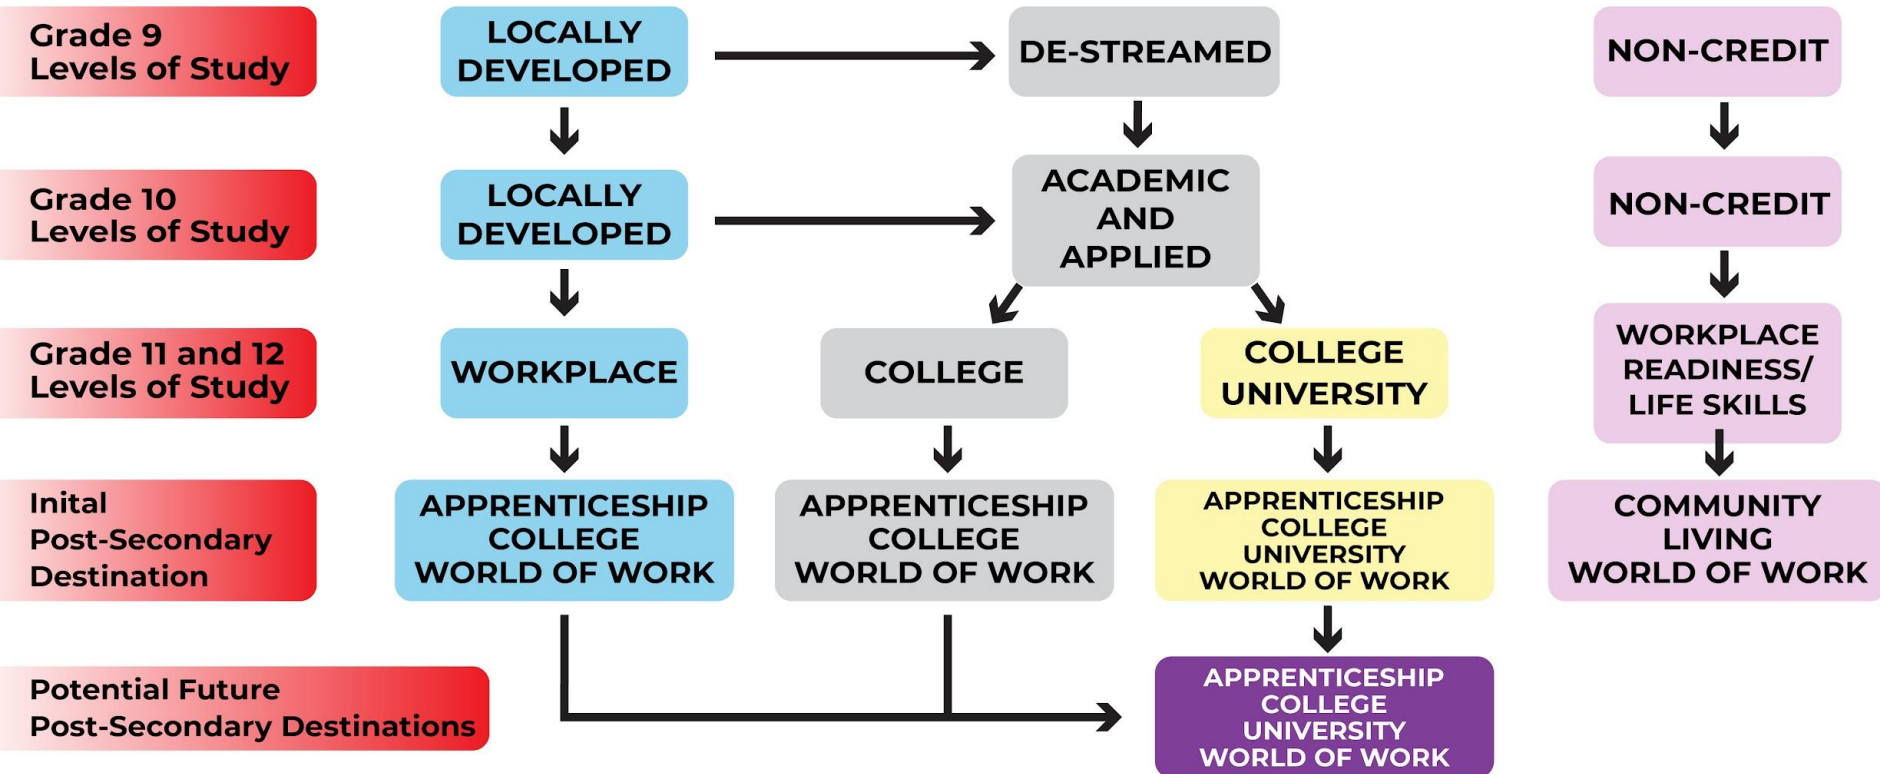 Grade 9
Levels of Study
LOCALLY
DEVELOPED
DE-STREAMED
NON-CREDIT
Grade 10
Levels of Study
LOCALLY
DEVELOPED
ACADEMIC
AND
APPLIED
NON-CREDIT
Grade 11 and 12
Levels of Study
WORKPLACE
COLLEGE
COLLEGE
UNIVERSITY
WORKPLACE
READINESS/
LIFE SKILLS
Inital
Post-Secondary
Destination
APPRENTICESHIP
COLLEGE
WORLD OF WORK
APPRENTICESHIP
COLLEGE
WORLD OF WORK
APPRENTICESHIP
COLLEGE
UNIVERSITY
WORLD OF WORK
COMMUNITY
LIVING
WORLD OF WORK
Potential Future
Post-Secondary Destinations
APPRENTICESHIP
COLLEGE
UNIVERSITY
WORLD OF WORK